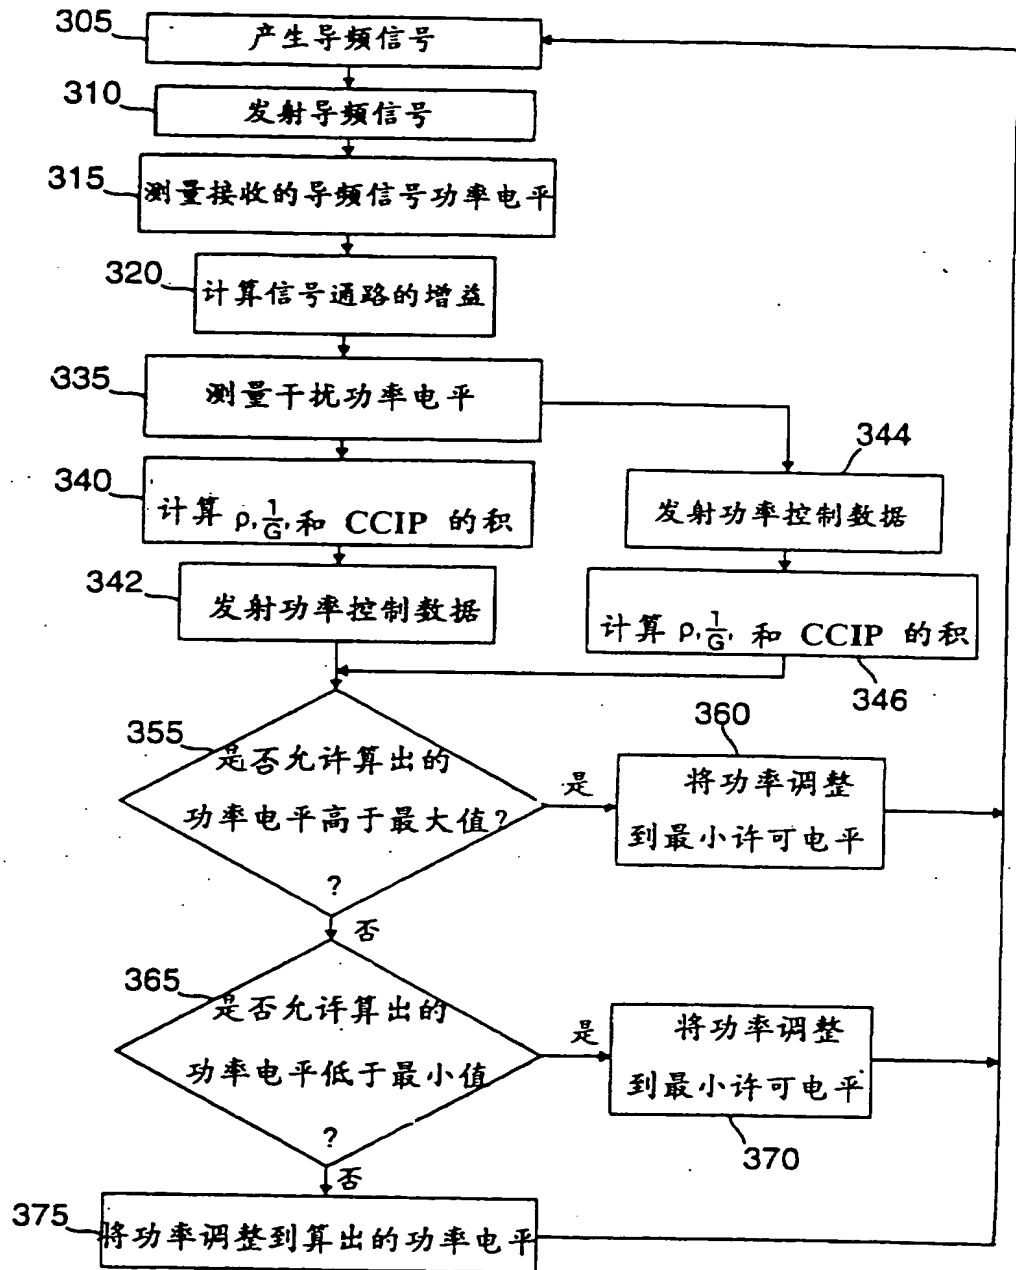 305
产生导频信号
310
发射导频信号
315
测量接收的导频信号功率电平
320
计算信号通路的增益
335
测量干扰功率电平
340
计算 ρ, 1/G, 和 CCIP 的积
344
发射功率控制数据
342
发射功率控制数据
计算 ρ, 1/G, 和 CCIP 的积
346
355
是否允许算出的
功率电平高于最大值?
?
是
360
将功率调整
到最小许可电平
否
365
是否允许算出的
功率电平低于最小值
?
是
将功率调整
到最小许可电平
370
否
375
将功率调整到算出的功率电平